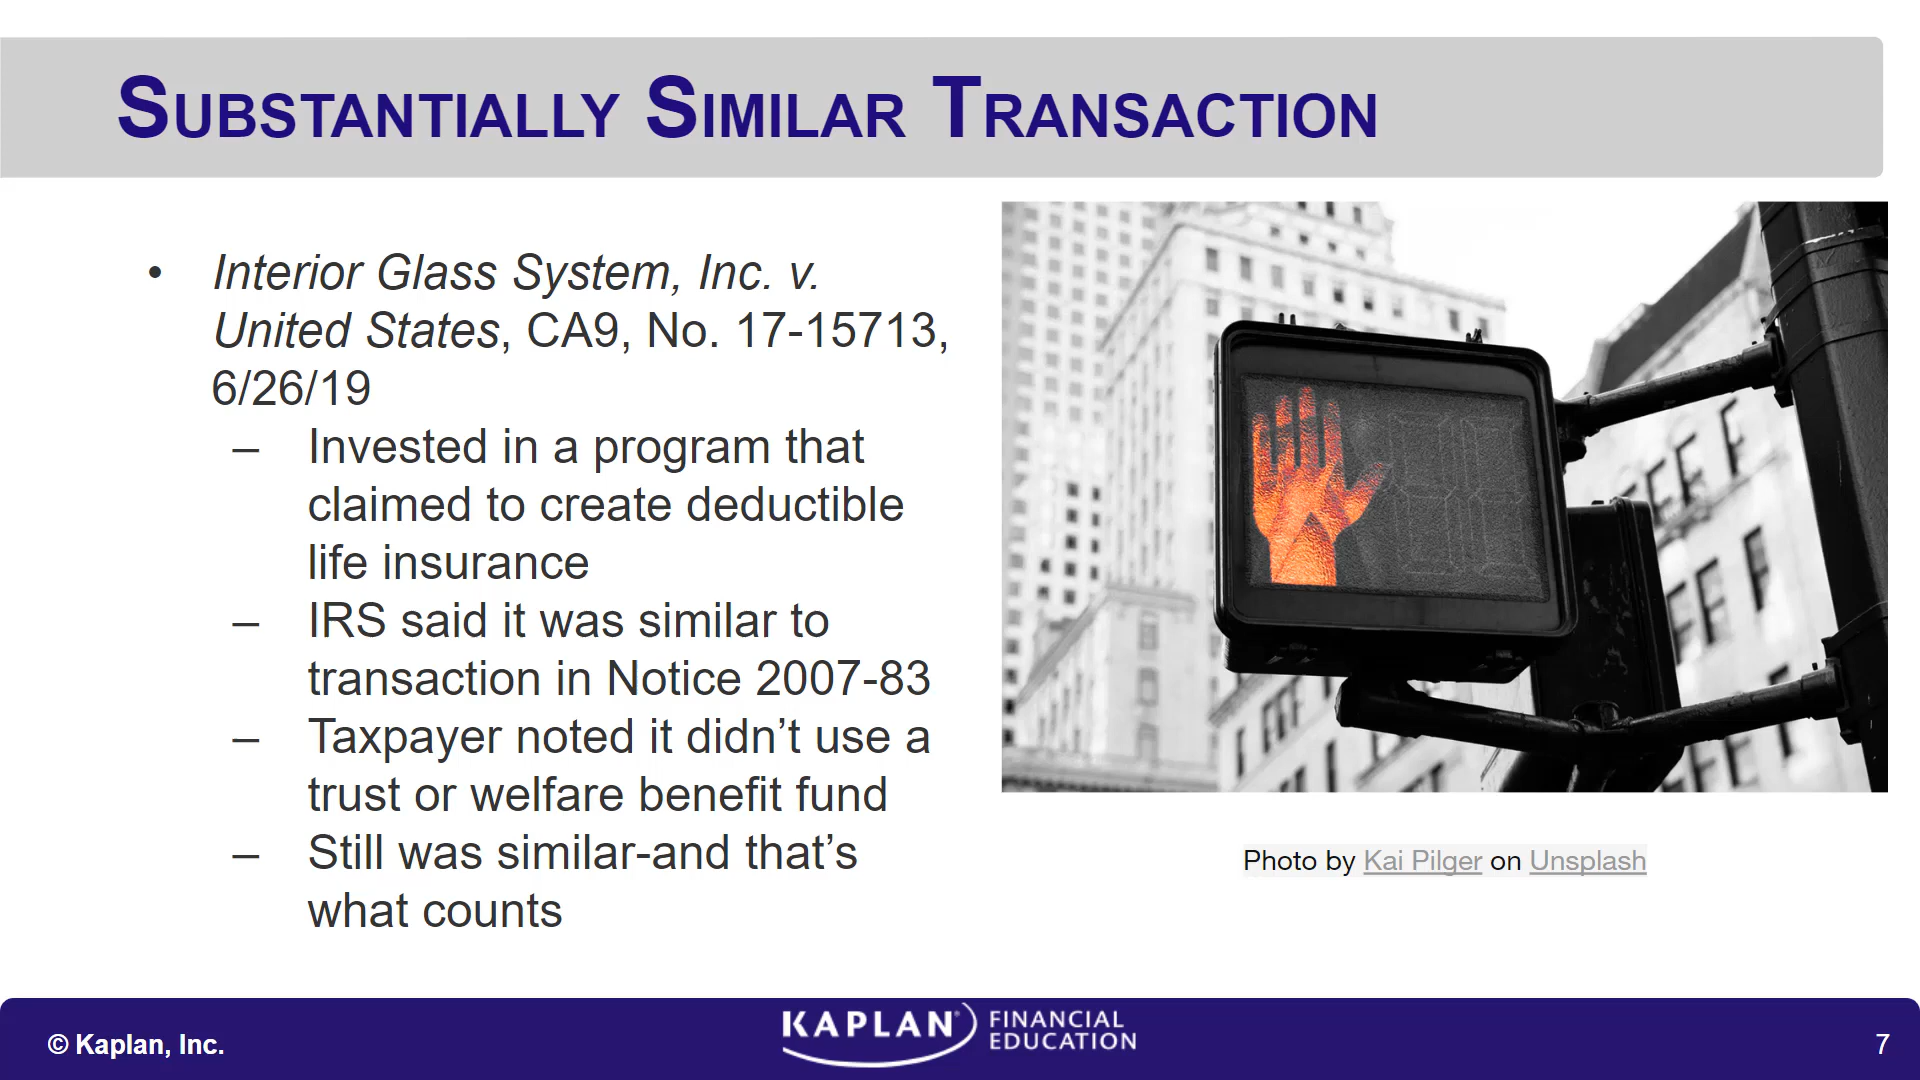 SUBSTANTIALLY SIMILAR TRANSACTION
• Interior Glass System, Inc. v.
United States, CA9, No. 17-15713,
6/26/19
– Invested in a program that
claimed to create deductible
life insurance
– IRS said it was similar to
transaction in Notice 2007-83
– Taxpayer noted it didn’t use a
trust or welfare benefit fund
– Still was similar-and that’s
what counts
Photo by Kai Pilger on Unsplash
© Kaplan, Inc.
KAPLAN® FINANCIAL
EDUCATION
7